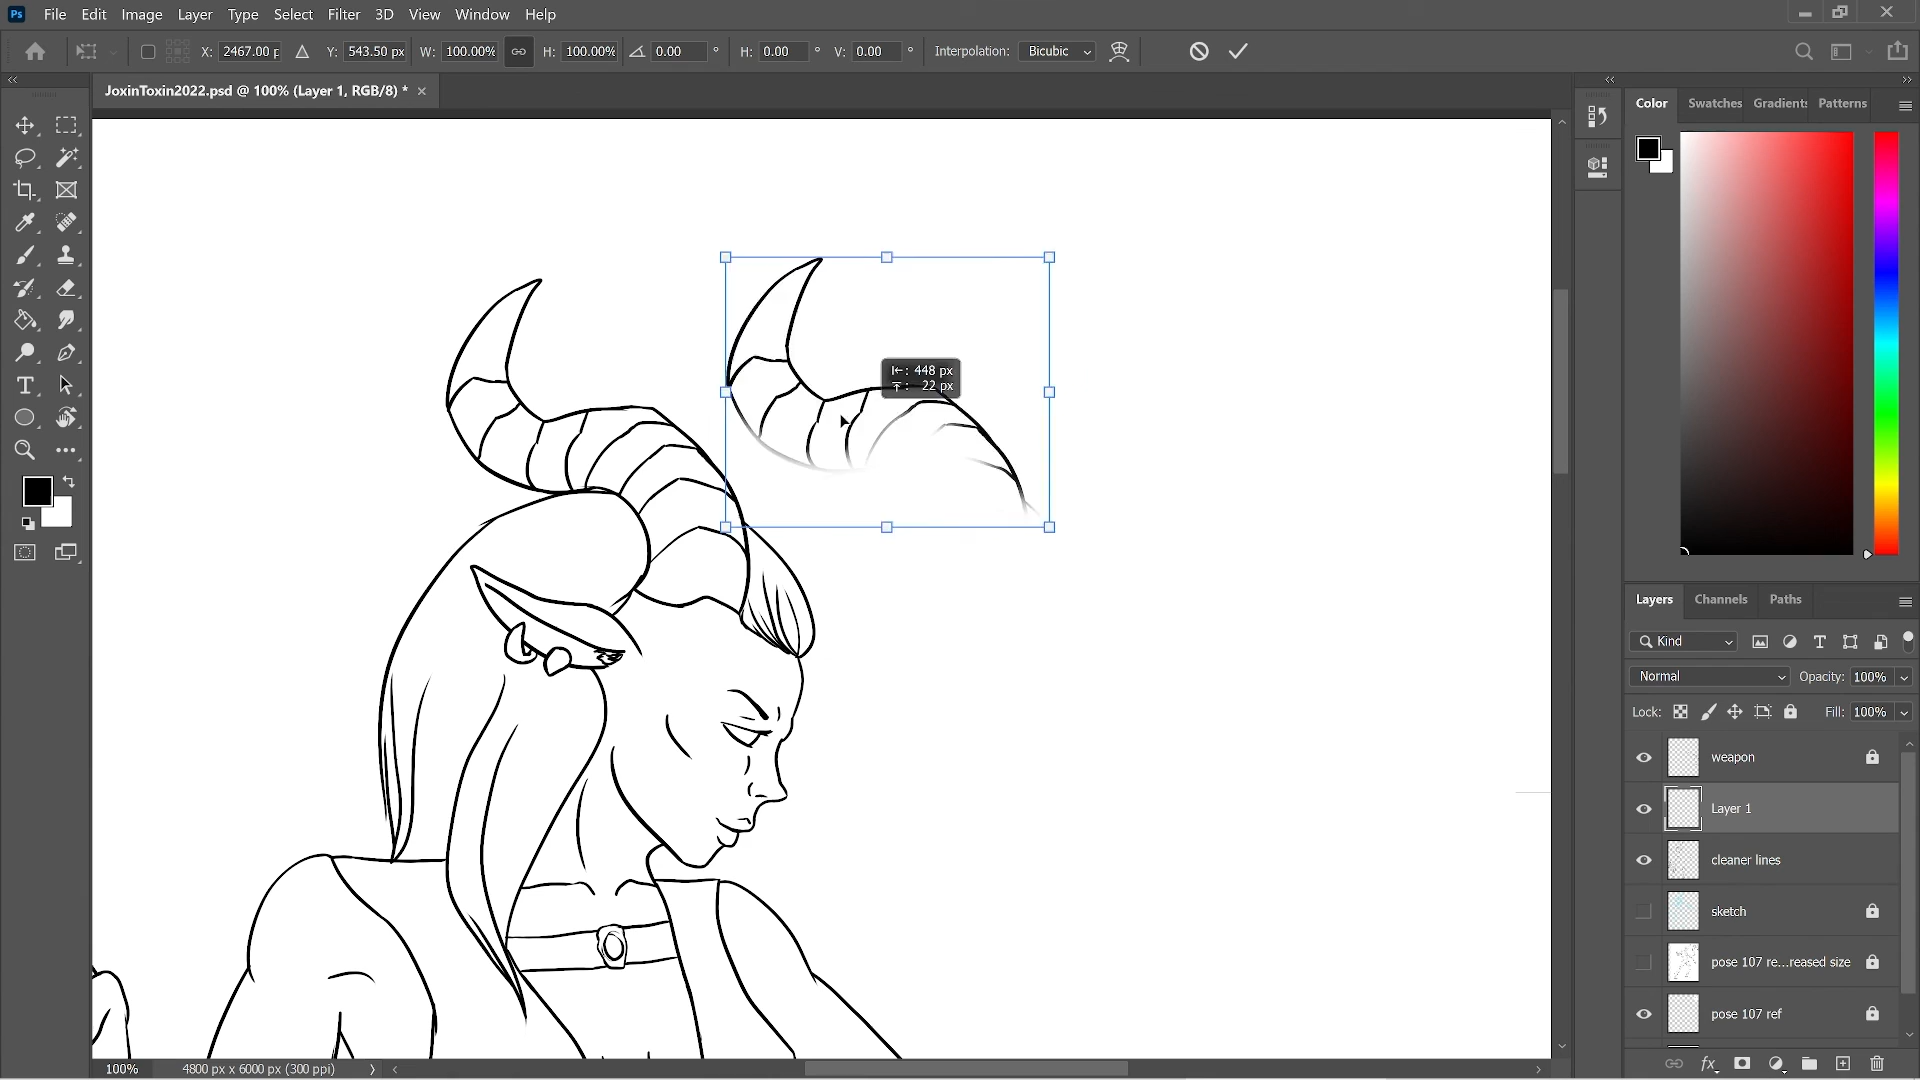 Ps File Edit Image Layer Type Select Filter 3D View Window Help
X: 2467.00 p Y: 543.50 px W: 100.00% H: 100.00% 0.00 ° H: 0.00 ° V: 0.00 ° Interpolation: Bicubic
JoxinToxin2022.psd @ 100% (Layer 1, RGB/8) *
448 px
22 px
100% 4800 px x 6000 px (300 ppi)
Color Swatches Gradients Patterns
Layers Channels Paths
Kind
Normal Opacity: 100%
Lock: Fill: 100%
weapon
Layer 1
cleaner lines
sketch
pose 107 re...reased size
pose 107 ref
fx